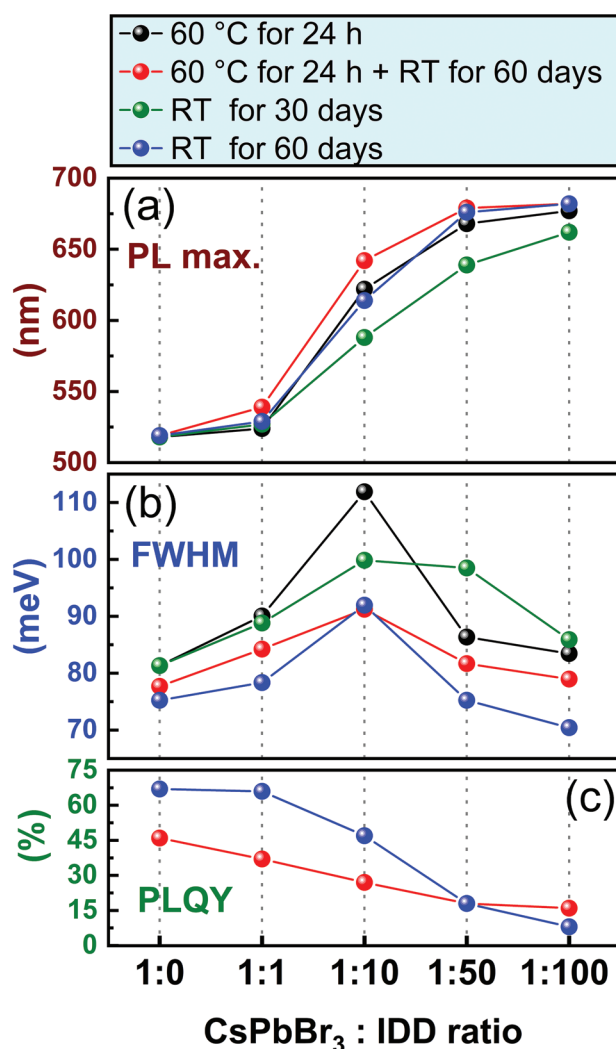 60 °C for 24 h
60 °C for 24 h + RT for 60 days
RT for 30 days
RT for 60 days
(a)
PL max.
(nm)
700
650
600
550
500
(b)
FWHM
(meV)
110
100
90
80
70
(c)
PLQY
(%)
75
60
45
30
15
0
1:0 1:1 1:10 1:50 1:100
CsPbBr₃ : IDD ratio